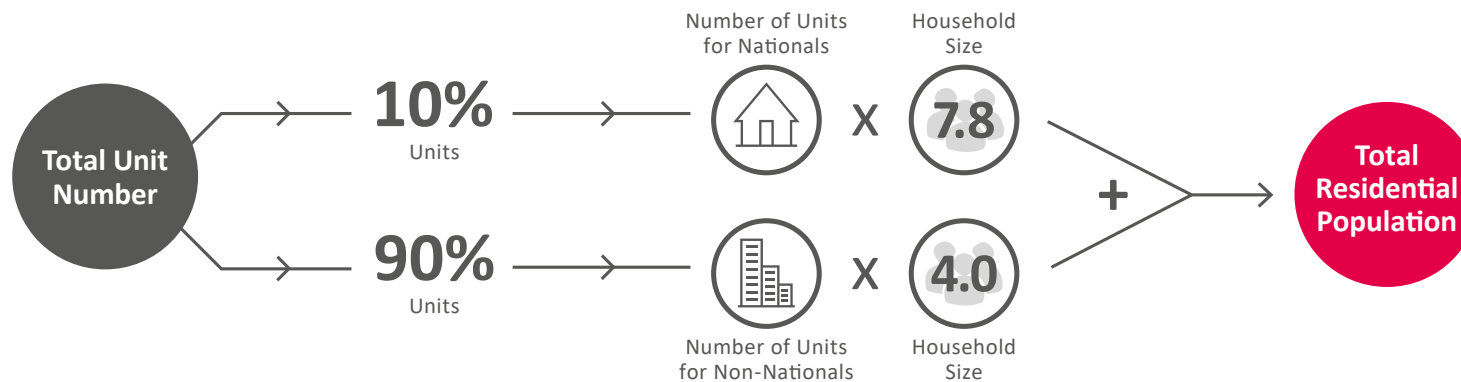 Total Unit
Number
10%
Units
Number of Units
for Nationals
X
Household
Size
7.8
90%
Units
Number of Units
for Non-Nationals
X
4.0
Household
Size
+
Total
Residential
Population